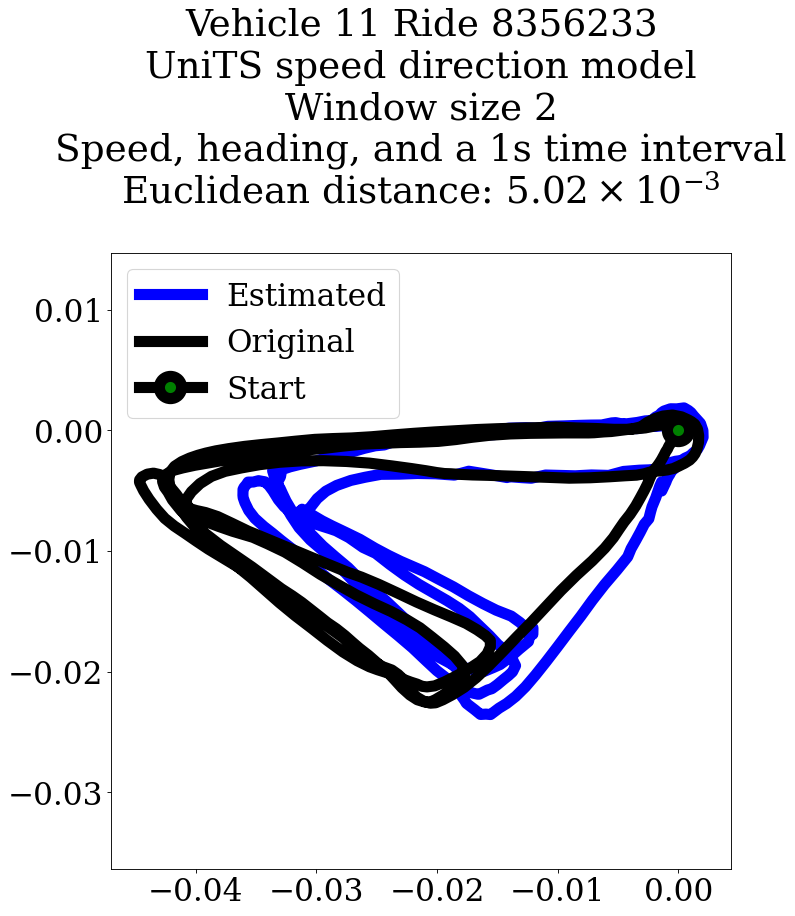 Vehicle 11 Ride 8356233
UniTS speed direction model
Window size 2
Speed, heading, and a 1s time interval
Euclidean distance: 5.02 × 10⁻³
Estimated
Original
Start
0.01
0.00
−0.01
−0.02
−0.03
−0.04 −0.03 −0.02 −0.01 0.00